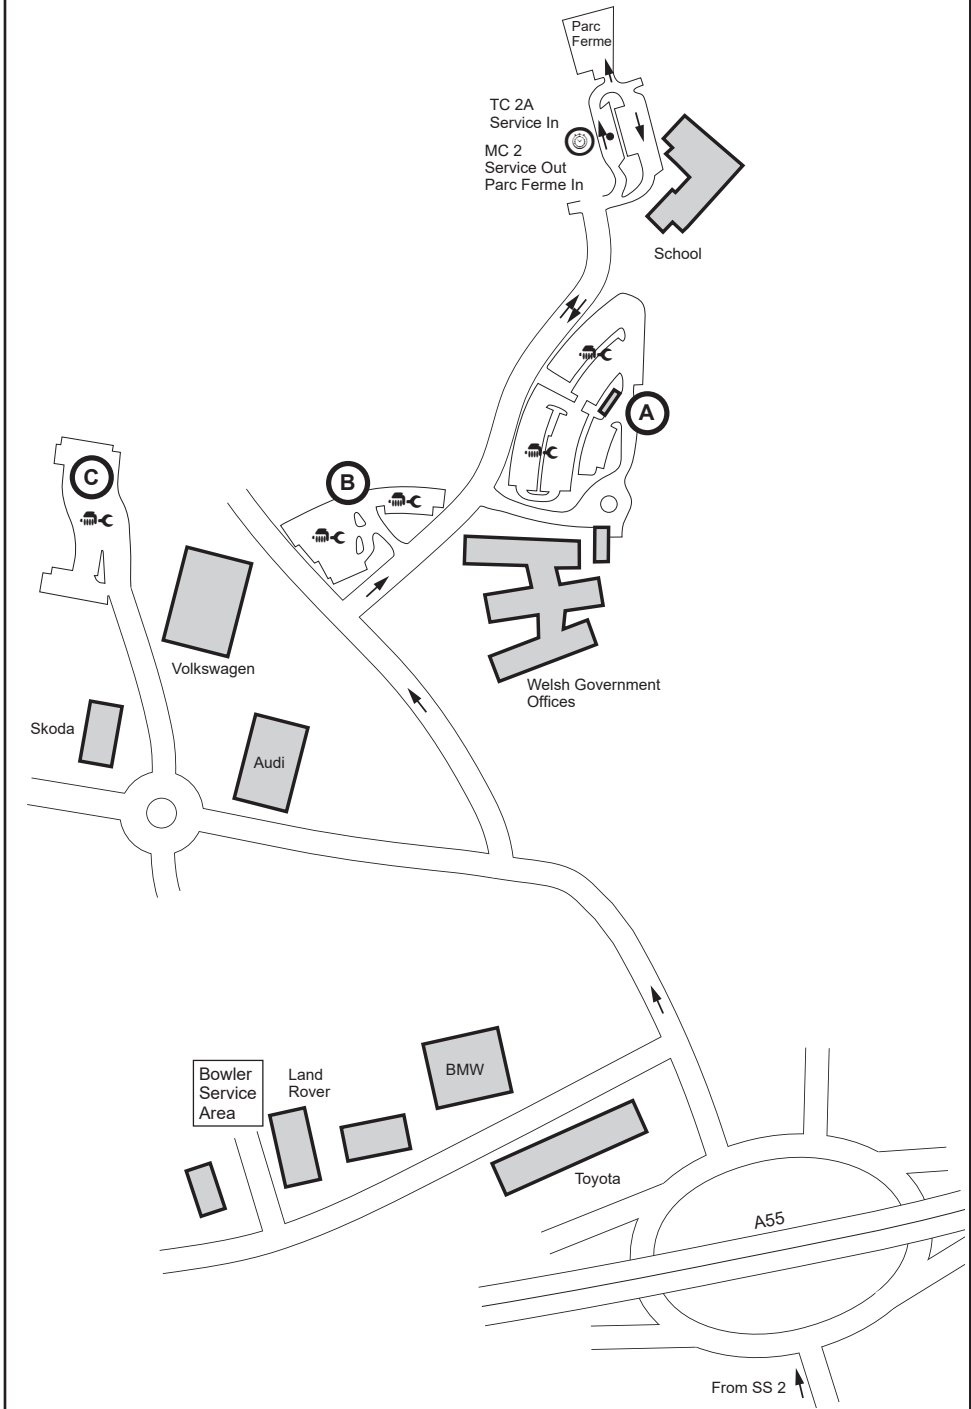 Parc
Ferme
TC 2A
Service In
MC 2
Service Out
Parc Ferme In
School
A
B
C
Volkswagen
Welsh Government
Offices
Skoda
Audi
BMW
Bowler
Service
Area
Land
Rover
Toyota
A55
From SS 2